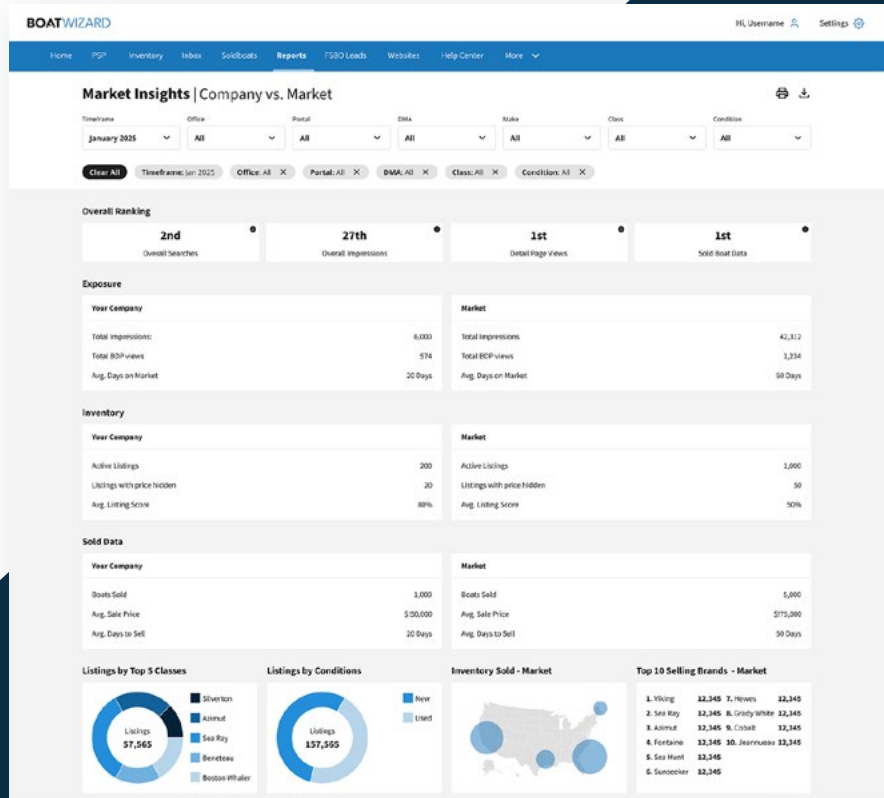 BOATWIZARD
Hi, Username Settings
Home PSP Inventory Inbox Soldboats Reports FSBO Leads Websites Help Center More
Market Insights | Company vs. Market
Timeframe Office Portal DMA Make Class Condition
January 2025 All All All All All All
Clear All Timeframe: Jan 2025 Office: All X Portal: All X DMA: All X Class: All X Condition: All X
Overall Ranking
2nd 27th 1st 1st
Overall Searches Overall Impressions Detail Page Views Sold Boat Data
Exposure
Your Company Market
Total Impressions: 6,000 Total Impressions 42,312
Total BDP views 574 Total BDP views 1,234
Avg. Days on Market 20 Days Avg. Days on Market 50 Days
Inventory
Your Company Market
Active Listings 200 Active Listings 1,000
Listings with price hidden 20 Listings with price hidden 50
Avg. Listing Score 80% Avg. Listing Score 50%
Sold Data
Your Company Market
Boats Sold 1,000 Boats Sold 5,000
Avg. Sale Price $150,000 Avg. Sale Price $175,000
Avg. Days to Sell 20 Days Avg. Days to Sell 50 Days
Listings by Top 5 Classes Listings by Conditions Inventory Sold - Market Top 10 Selling Brands - Market
Listings
57,565
Silverton
Azimut
Sea Ray
Beneteau
Boston Whaler
Listings
157,565
New
Used
1. Viking 12,345 7. Hewes 12,345
2. Sea Ray 12,345 8. Grady White 12,345
3. Azimut 12,345 9. Cobalt 12,345
4. Fontaine 12,345 10. Jeannueau 12,345
5. Sea Hunt 12,345
6. Sunseeker 12,345